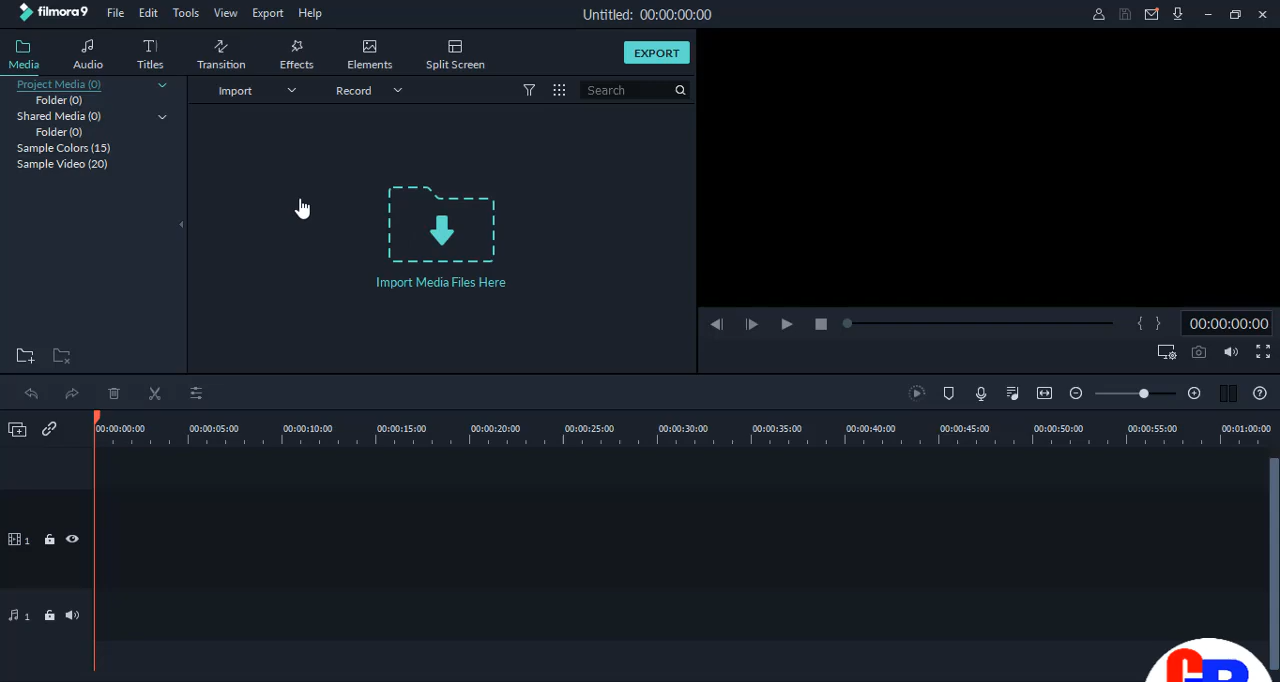 filmora9 File Edit Tools View Export Help Untitled: 00:00:00:00
Media Audio Titles Transition Effects Elements Split Screen EXPORT
Project Media (0)
Folder (0)
Shared Media (0)
Folder (0)
Sample Colors (15)
Sample Video (20)
Import Record Search
Import Media Files Here
{ } 00:00:00:00
00:00:00:00 00:00:05:00 00:00:10:00 00:00:15:00 00:00:20:00 00:00:25:00 00:00:30:00 00:00:35:00 00:00:40:00 00:00:45:00 00:00:50:00 00:00:55:00 00:01:00:00
1
1